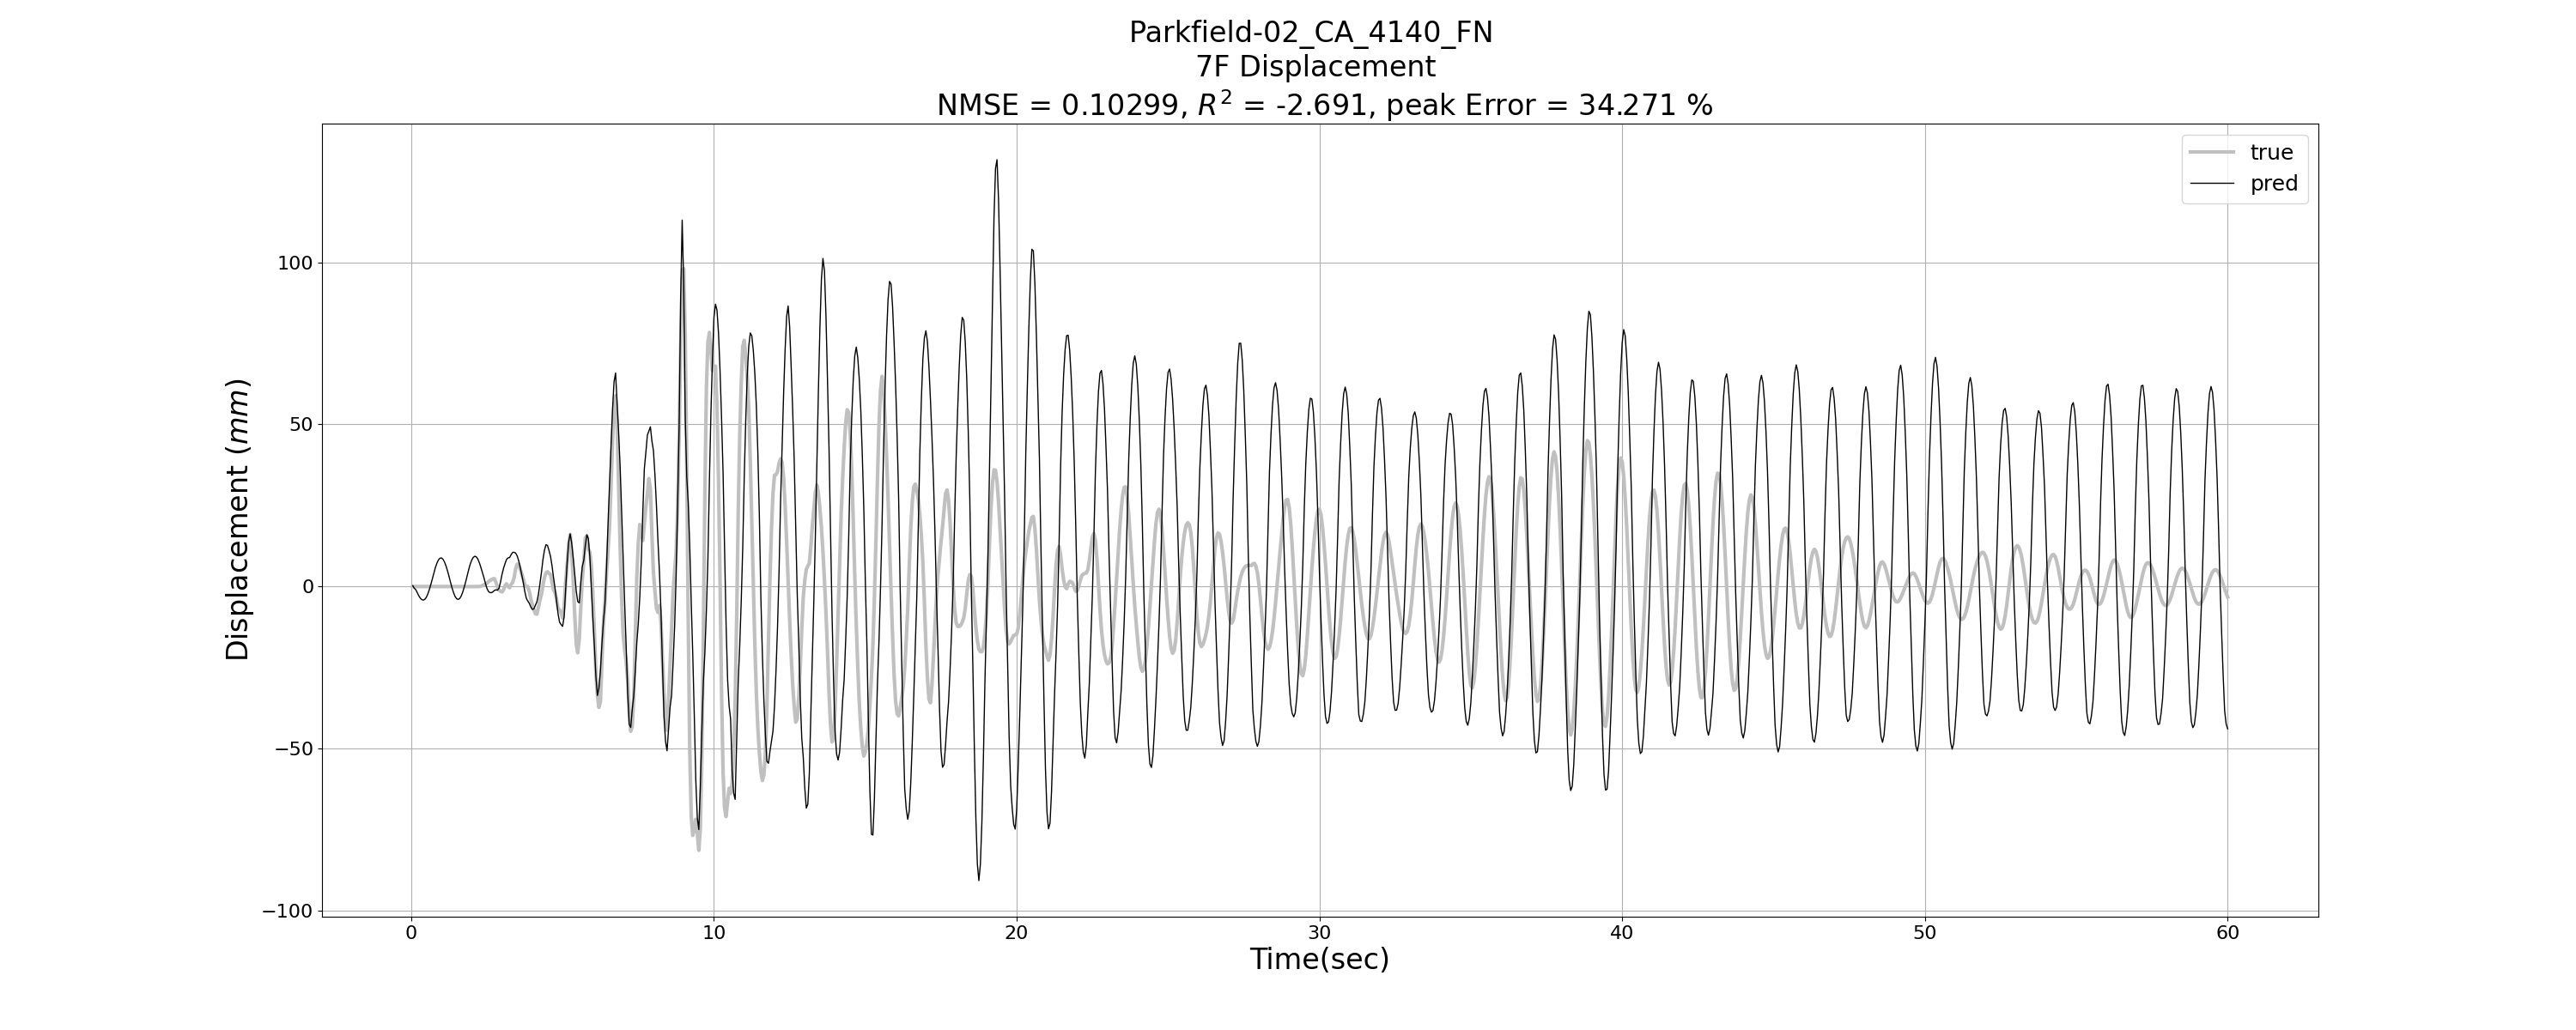 Parkfield-02_CA_4140_FN
7F Displacement
NMSE = 0.10299, R² = -2.691, peak Error = 34.271 %
true
pred
Displacement (mm)
100
50
0
−50
−100
0 10 20 30 40 50 60
Time(sec)